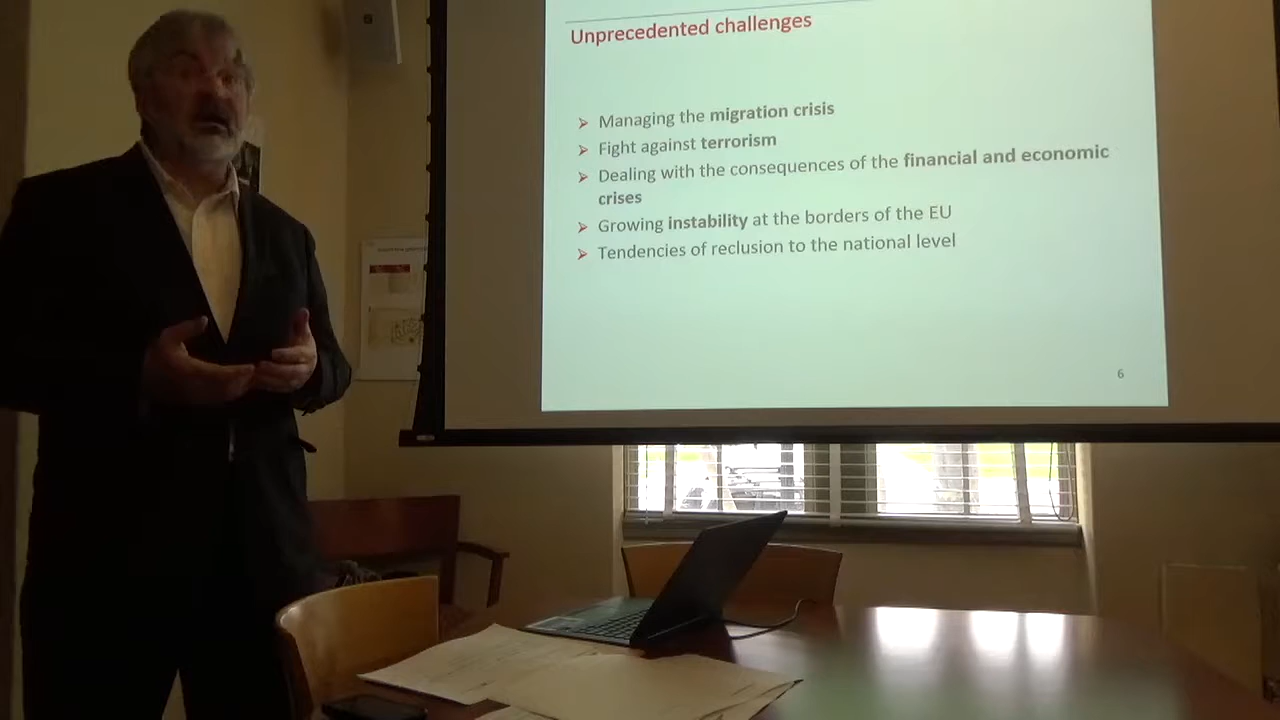 Unprecedented challenges
➢ Managing the migration crisis
➢ Fight against terrorism
➢ Dealing with the consequences of the financial and economic
crises
➢ Growing instability at the borders of the EU
➢ Tendencies of reclusion to the national level
6